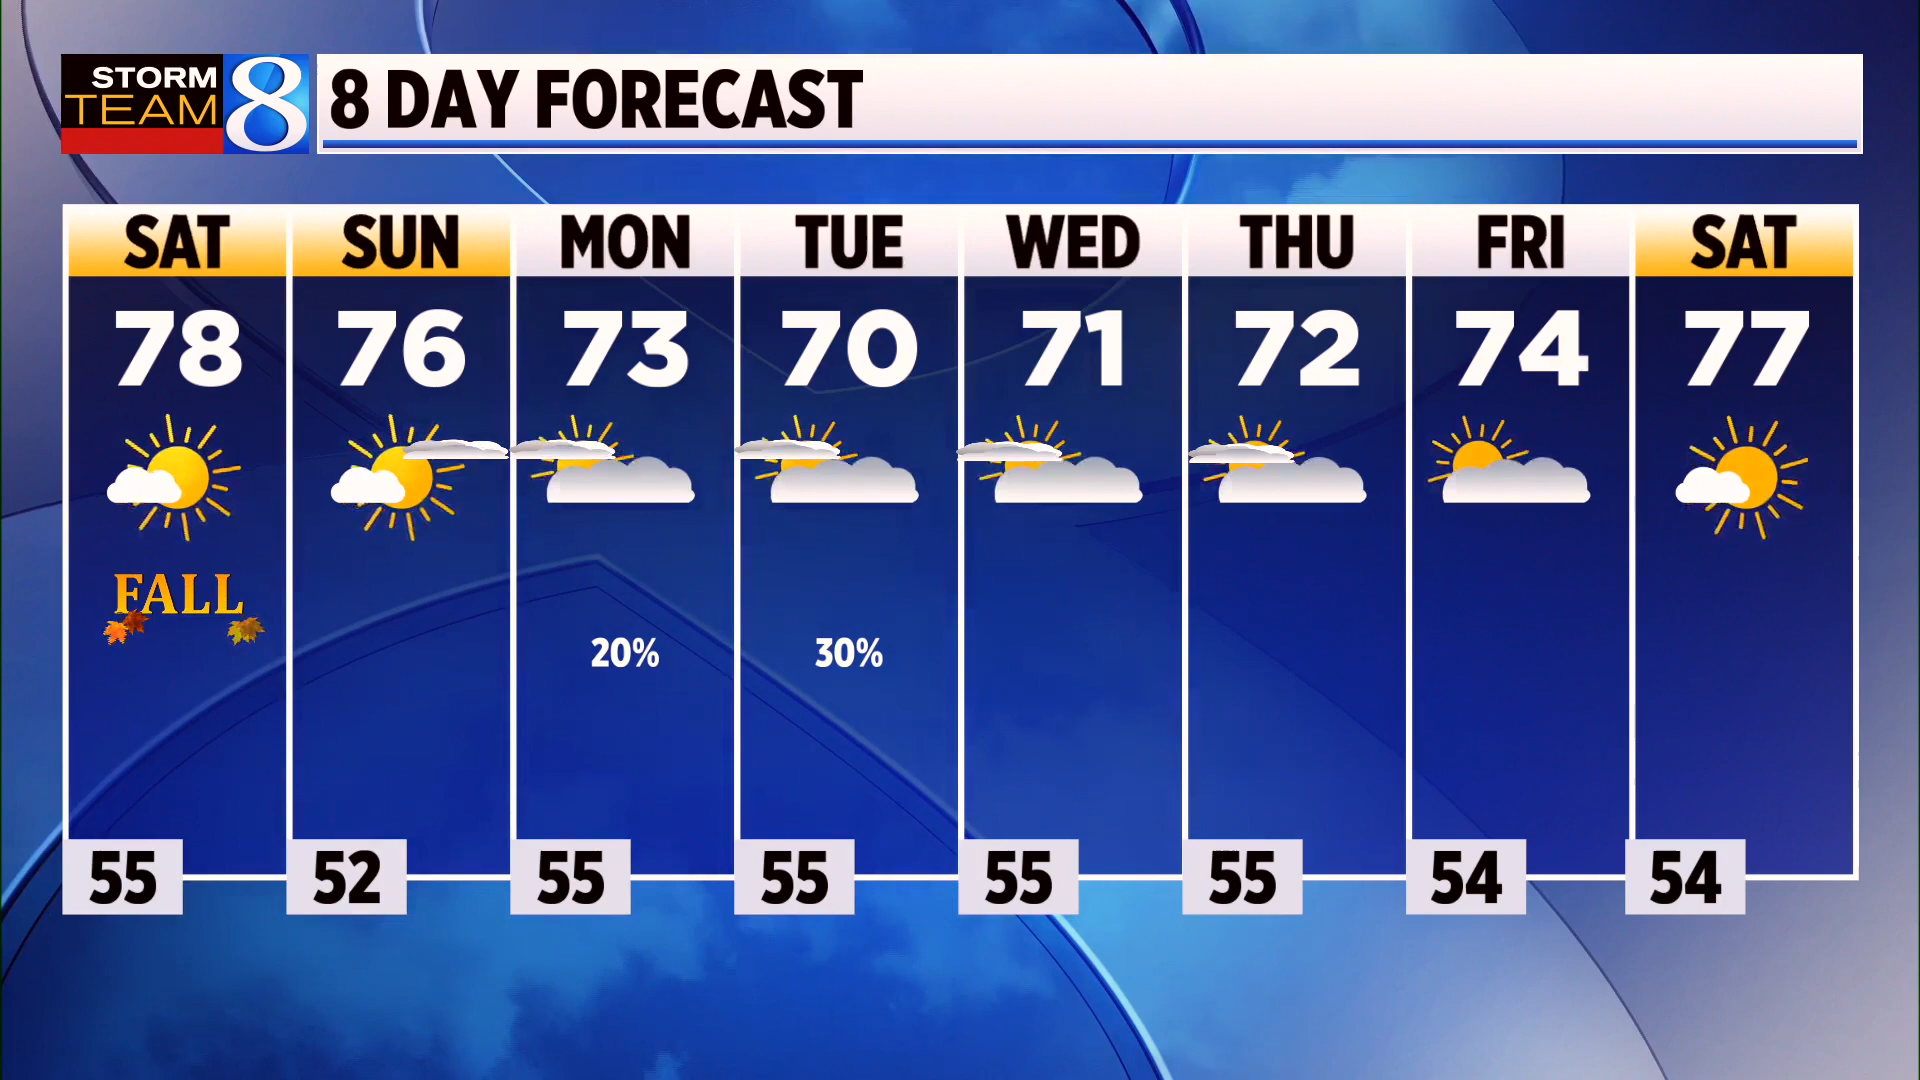 STORM
TEAM
8
8 DAY FORECAST
SAT SUN MON TUE WED THU FRI SAT
78 76 73 70 71 72 74 77
FALL
20% 30%
55 52 55 55 55 55 54 54